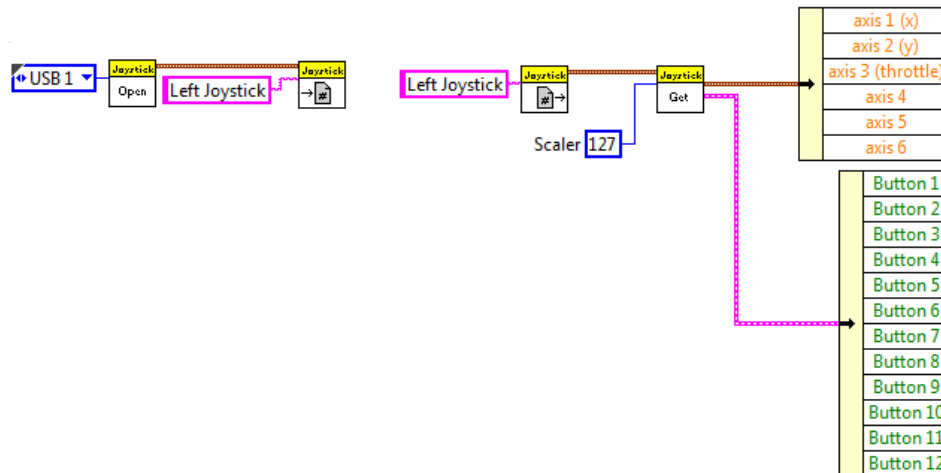 USB 1
Joystick
Open
Left Joystick
Joystick
#
Left Joystick
Joystick
#
Joystick
Get
Scaler 127
axis 1 (x)
axis 2 (y)
axis 3 (throttle)
axis 4
axis 5
axis 6
Button 1
Button 2
Button 3
Button 4
Button 5
Button 6
Button 7
Button 8
Button 9
Button 10
Button 11
Button 12